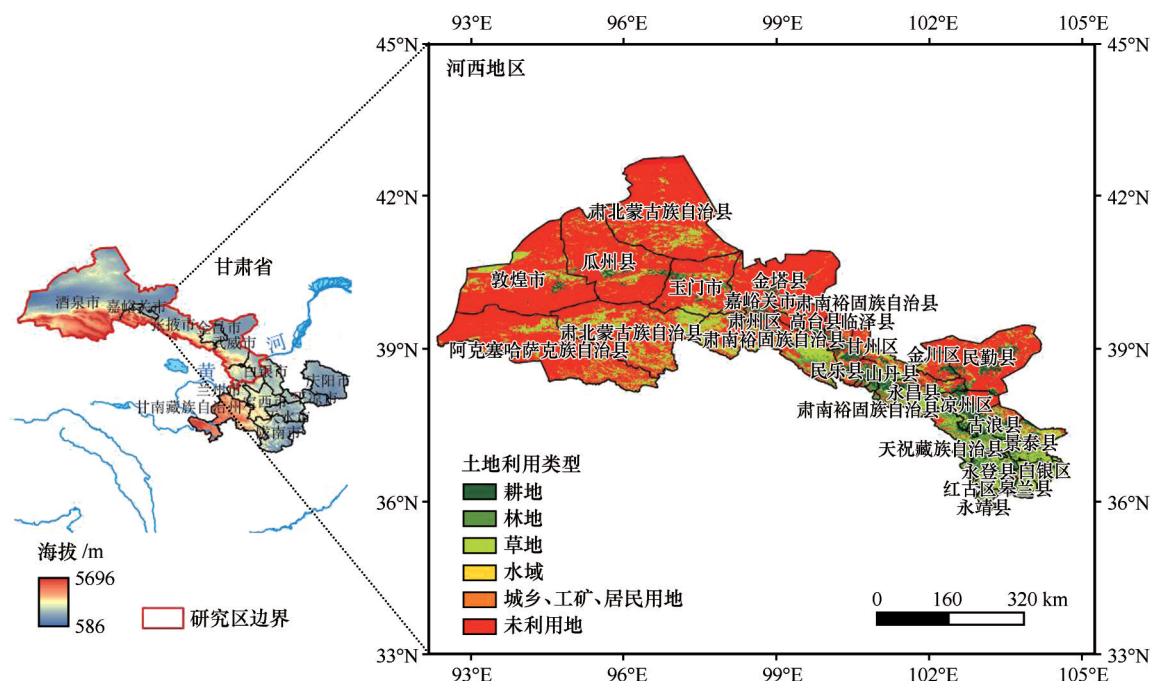 93°E 96°E 99°E 102°E 105°E
45°N
45°N
河西地区
42°N
42°N
肃北蒙古族自治县
甘肃省
敦煌市
瓜州县
玉门市
金塔县
酒泉市
嘉峪关市
张掖市
金昌市
武威市
河
白银市
黄
兰州市
庆阳市
甘南藏族自治州
嘉峪关市
肃南裕固族自治县
肃州区
高台县
临泽县
39°N
39°N
肃北蒙古族自治县
肃南裕固族自治县
甘州区
阿克塞哈萨克族自治县
金川区
民勤县
民乐县
山丹县
永昌县
肃南裕固族自治县
凉州区
古浪县
天祝藏族自治县
景泰县
永登县
白银区
红古区
皋兰县
永靖县
36°N
36°N
土地利用类型
耕地
林地
草地
水域
城乡、工矿、居民用地
未利用地
海拔 /m
5696
586
研究区边界
0 160 320 km
33°N
33°N
93°E 96°E 99°E 102°E 105°E